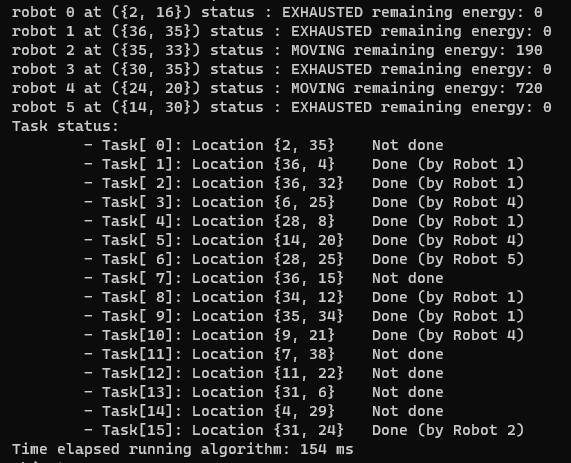 robot 0 at ({2, 16}) status : EXHAUSTED remaining energy: 0
robot 1 at ({36, 35}) status : EXHAUSTED remaining energy: 0
robot 2 at ({35, 33}) status : MOVING remaining energy: 190
robot 3 at ({30, 35}) status : EXHAUSTED remaining energy: 0
robot 4 at ({24, 20}) status : MOVING remaining energy: 720
robot 5 at ({14, 30}) status : EXHAUSTED remaining energy: 0
Task status:
- Task[ 0]: Location {2, 35} Not done
- Task[ 1]: Location {36, 4} Done (by Robot 1)
- Task[ 2]: Location {36, 32} Done (by Robot 1)
- Task[ 3]: Location {6, 25} Done (by Robot 4)
- Task[ 4]: Location {28, 8} Done (by Robot 1)
- Task[ 5]: Location {14, 20} Done (by Robot 4)
- Task[ 6]: Location {28, 25} Done (by Robot 5)
- Task[ 7]: Location {36, 15} Not done
- Task[ 8]: Location {34, 12} Done (by Robot 1)
- Task[ 9]: Location {35, 34} Done (by Robot 1)
- Task[10]: Location {9, 21} Done (by Robot 4)
- Task[11]: Location {7, 38} Not done
- Task[12]: Location {11, 22} Not done
- Task[13]: Location {31, 6} Not done
- Task[14]: Location {4, 29} Not done
- Task[15]: Location {31, 24} Done (by Robot 2)
Time elapsed running algorithm: 154 ms